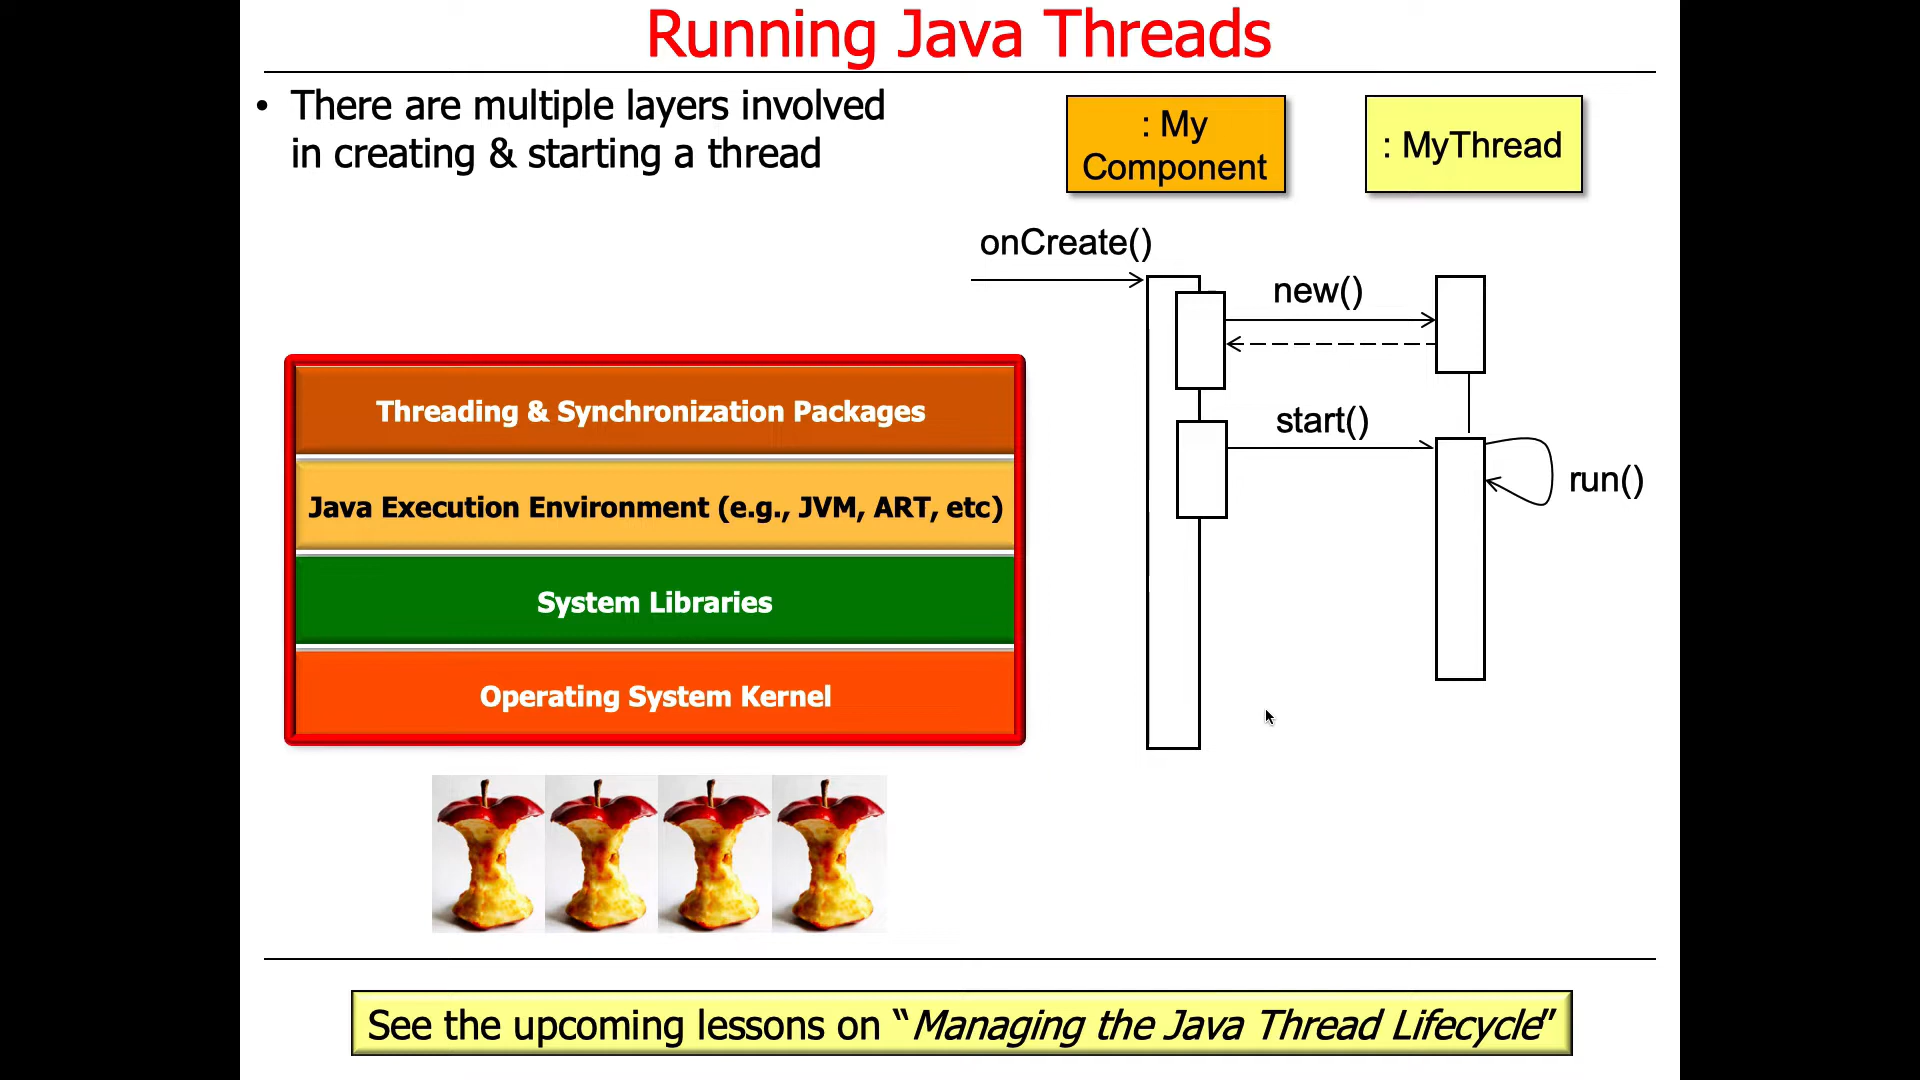 Running Java Threads
• There are multiple layers involved
in creating & starting a thread
: My
Component
: MyThread
onCreate()
new()
start()
run()
Threading & Synchronization Packages
Java Execution Environment (e.g., JVM, ART, etc)
System Libraries
Operating System Kernel
See the upcoming lessons on “Managing the Java Thread Lifecycle”